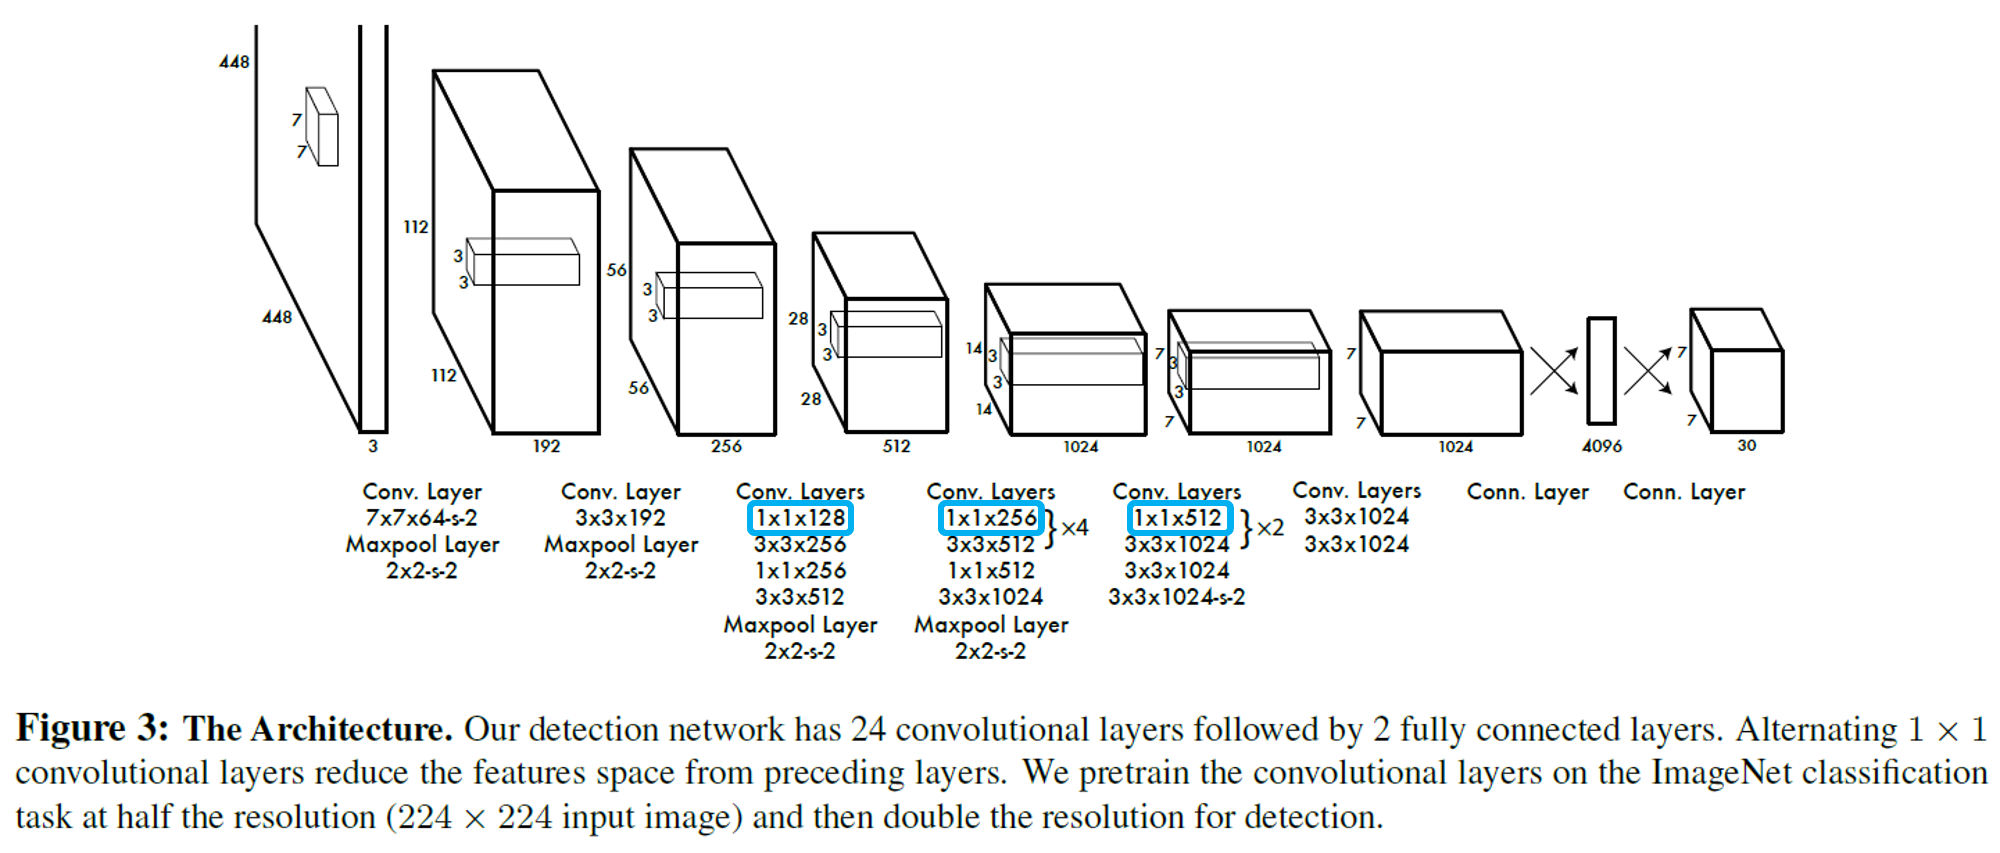 448
7
7
448
3
112
3
3
112
192
56
3
3
56
256
28
3
3
28
512
14
3
3
14
1024
7
3
3
7
1024
7
7
1024
4096
7
7
30
Conv. Layer
7x7x64-s-2
Maxpool Layer
2x2-s-2
Conv. Layer
3x3x192
Maxpool Layer
2x2-s-2
Conv. Layers
1x1x128
3x3x256
1x1x256
3x3x512
Maxpool Layer
2x2-s-2
Conv. Layers
1x1x256
3x3x512
}×4
1x1x512
3x3x1024
Maxpool Layer
2x2-s-2
Conv. Layers
1x1x512
3x3x1024
}×2
3x3x1024
3x3x1024-s-2
Conv. Layers
3x3x1024
3x3x1024
Conn. Layer
Conn. Layer
Figure 3: The Architecture. Our detection network has 24 convolutional layers followed by 2 fully connected layers. Alternating 1 × 1
convolutional layers reduce the features space from preceding layers. We pretrain the convolutional layers on the ImageNet classification
task at half the resolution (224 × 224 input image) and then double the resolution for detection.